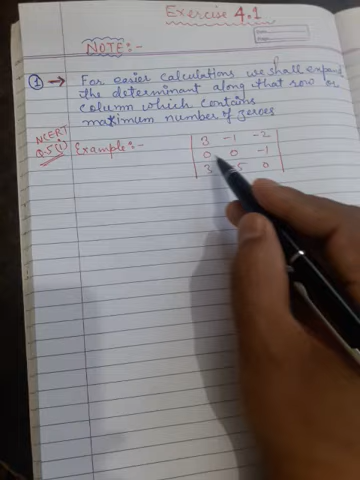 Exercise 4.1
NOTE:-
① → For easier calculations we shall expand
the determinant along that row or
column which contains
maximum number of zeroes
NCERT
Q.5(i)
Example:-
3 -1 -2
0 0 -1
3 -5 0